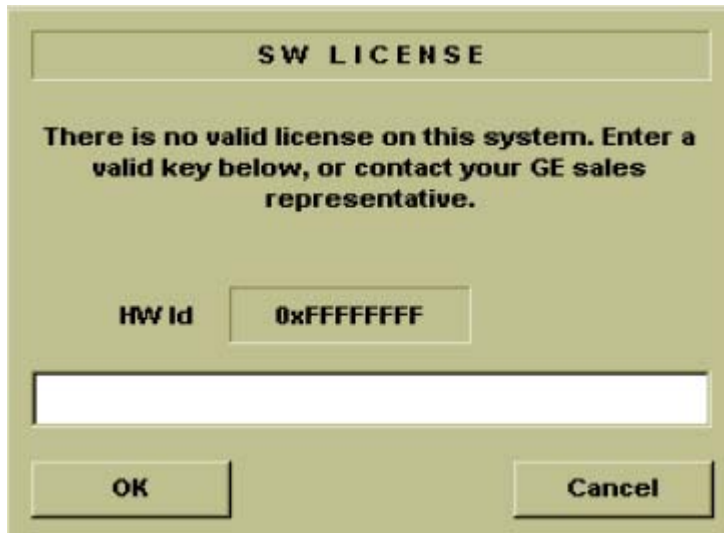 SW LICENSE
There is no valid license on this system. Enter a
valid key below, or contact your GE sales
representative.
HW Id 0xFFFFFFFF
OK Cancel